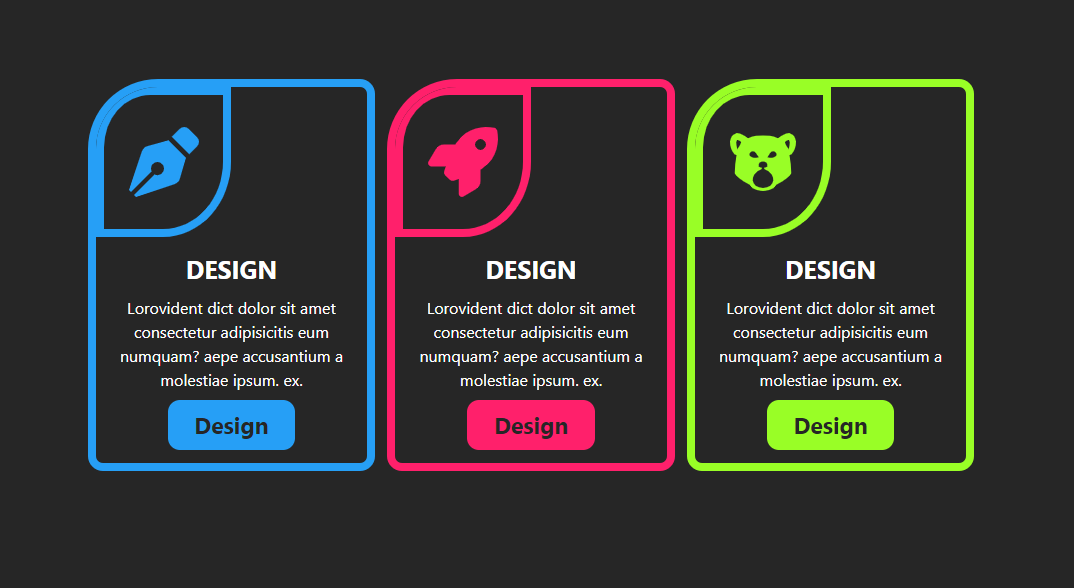 DESIGN
Lorovident dict dolor sit amet
consectetur adipisicitis eum
numquam? aepe accusantium a
molestiae ipsum. ex.
Design
DESIGN
Lorovident dict dolor sit amet
consectetur adipisicitis eum
numquam? aepe accusantium a
molestiae ipsum. ex.
Design
DESIGN
Lorovident dict dolor sit amet
consectetur adipisicitis eum
numquam? aepe accusantium a
molestiae ipsum. ex.
Design